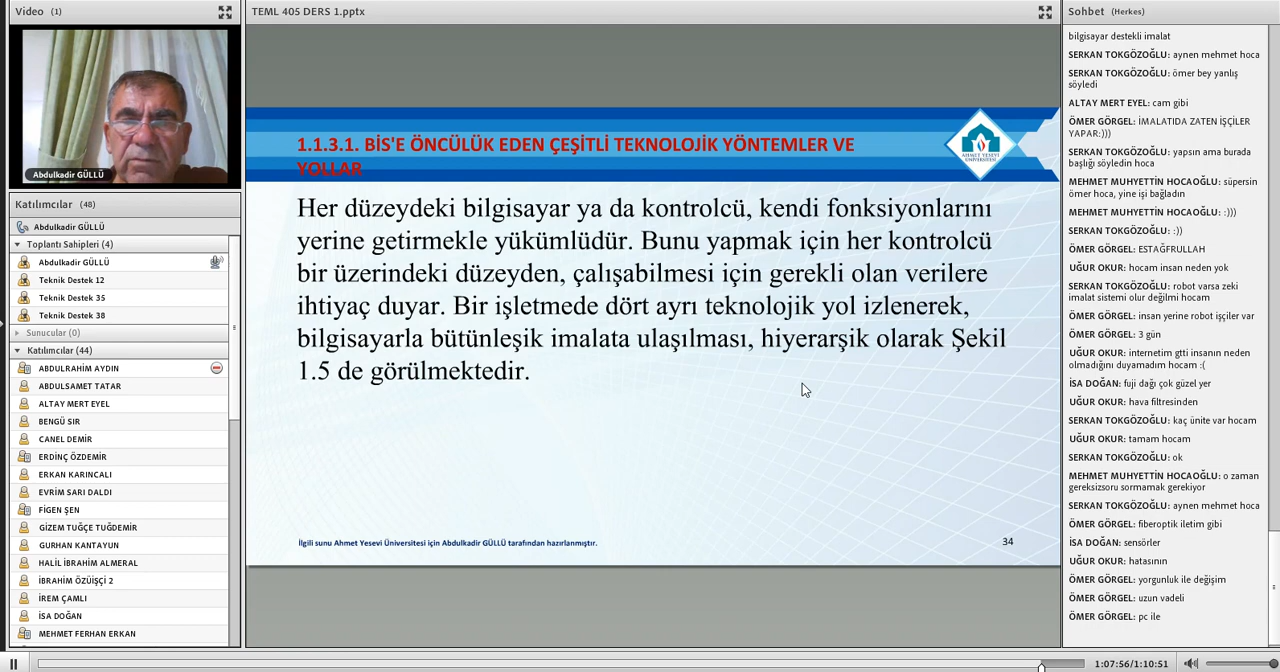 Video (1)
Abdulkadir GÜLLÜ
Katılımcılar (48)
Abdulkadir GÜLLÜ
Toplantı Sahipleri (4)
Abdulkadir GÜLLÜ
Teknik Destek 12
Teknik Destek 35
Teknik Destek 38
Sunucular (0)
Katılımcılar (44)
ABDULRAHİM AYDIN
ABDULSAMET TATAR
ALTAY MERT EYEL
BENGÜ SIR
CANEL DEMİR
ERDİNÇ ÖZDEMİR
ERKAN KARINCALI
EVRİM SARI DALDI
FİGEN ŞEN
GİZEM TUĞÇE TUĞDEMİR
GURHAN KANTAYUN
HALİL İBRAHİM ALMERAL
İBRAHİM ÖZÜİŞÇİ 2
İREM ÇAMLI
İSA DOĞAN
MEHMET FERHAN ERKAN
TEML 405 DERS 1.pptx
1.1.3.1. BİS'E ÖNCÜLÜK EDEN ÇEŞİTLİ TEKNOLOJİK YÖNTEMLER VE
YOLLAR
AHMET YESEVİ
ÜNİVERSİTESİ
Her düzeydeki bilgisayar ya da kontrolcü, kendi fonksiyonlarını
yerine getirmekle yükümlüdür. Bunu yapmak için her kontrolcü
bir üzerindeki düzeyden, çalışabilmesi için gerekli olan verilere
ihtiyaç duyar. Bir işletmede dört ayrı teknolojik yol izlenerek,
bilgisayarla bütünleşik imalata ulaşılması, hiyerarşik olarak Şekil
1.5 de görülmektedir.
İlgili sunu Ahmet Yesevi Üniversitesi için Abdulkadir GÜLLÜ tarafından hazırlanmıştır.
34
Sohbet (Herkes)
bilgisayar destekli imalat
SERKAN TOKGÖZOĞLU: aynen mehmet hoca
SERKAN TOKGÖZOĞLU: ömer bey yanlış
söyledi
ALTAY MERT EYEL: cam gibi
ÖMER GÖRGEL: İMALATIDA ZATEN İŞÇİLER
YAPAR:)))
SERKAN TOKGÖZOĞLU: yapsın ama burada
başlığı söyledin hoca
MEHMET MUHYETTİN HOCAOĞLU: süpersin
ömer hoca, yine işi bağladın
MEHMET MUHYETTİN HOCAOĞLU: :)))
SERKAN TOKGÖZOĞLU: :))
ÖMER GÖRGEL: ESTAĞFRULLAH
UĞUR OKUR: hocam insan neden yok
SERKAN TOKGÖZOĞLU: robot varsa zeki
imalat sistemi olur değilmi hocam
ÖMER GÖRGEL: insan yerine robot işçiler var
ÖMER GÖRGEL: 3 gün
UĞUR OKUR: internetim gtti insanın neden
olmadığını duyamadım hocam :(
İSA DOĞAN: fuji dağı çok güzel yer
UĞUR OKUR: hava filtresinden
SERKAN TOKGÖZOĞLU: kaç ünite var hocam
UĞUR OKUR: tamam hocam
SERKAN TOKGÖZOĞLU: ok
MEHMET MUHYETTİN HOCAOĞLU: o zaman
gereksizsoru sormamak gerekiyor
SERKAN TOKGÖZOĞLU: aynen mehmet hoca
ÖMER GÖRGEL: fiberoptik iletim gibi
İSA DOĞAN: sensörler
UĞUR OKUR: hatasının
ÖMER GÖRGEL: yorgunluk ile değişim
ÖMER GÖRGEL: uzun vadeli
ÖMER GÖRGEL: pc ile
1:07:56/1:10:51